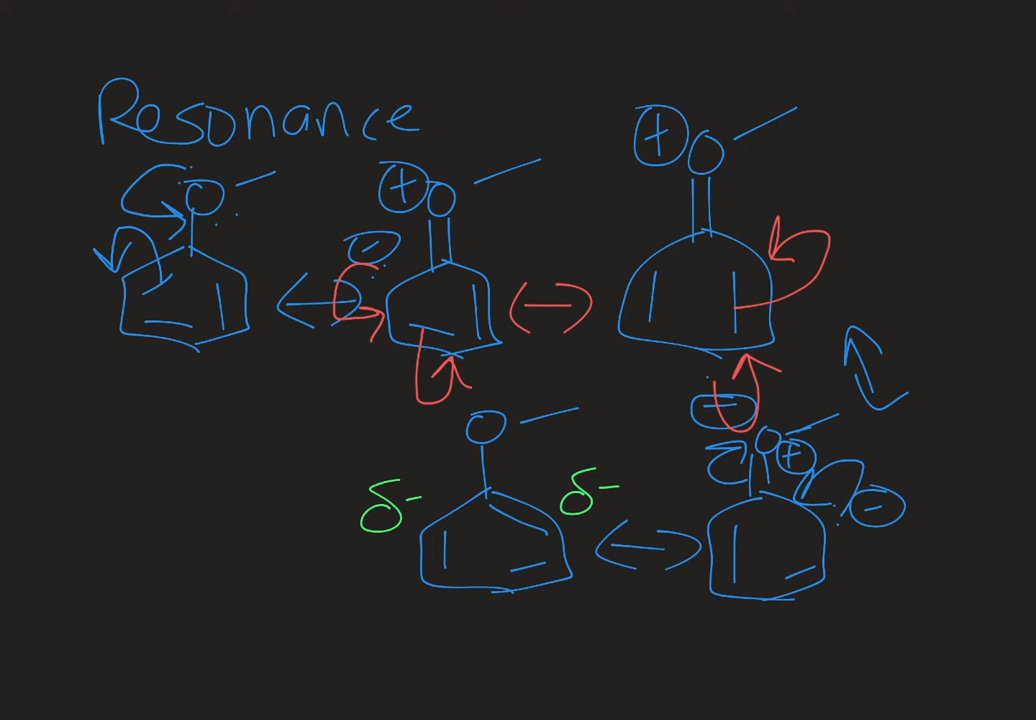 Resonance
O
+ O
-
+ O
-
O
δ- δ-
O +
-